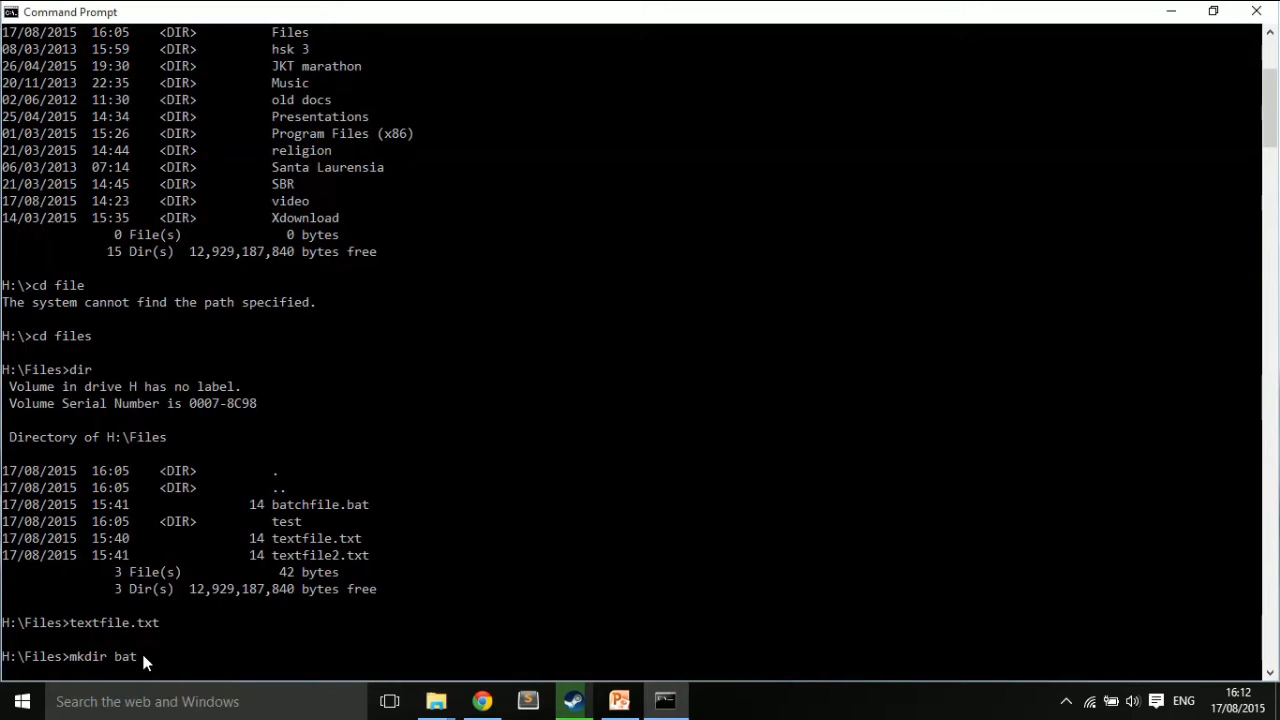 Command Prompt
17/08/2015  16:05    <DIR>          Files
08/03/2013  15:59    <DIR>          hsk 3
26/04/2015  19:30    <DIR>          JKT marathon
20/11/2013  22:35    <DIR>          Music
02/06/2012  11:30    <DIR>          old docs
25/04/2015  14:34    <DIR>          Presentations
01/03/2015  15:26    <DIR>          Program Files (x86)
21/03/2015  14:44    <DIR>          religion
06/03/2013  07:14    <DIR>          Santa Laurensia
21/03/2015  14:45    <DIR>          SBR
17/08/2015  14:23    <DIR>          video
14/03/2015  15:35    <DIR>          Xdownload
               0 File(s)              0 bytes
              15 Dir(s)  12,929,187,840 bytes free
H:\>cd file
The system cannot find the path specified.
H:\>cd files
H:\Files>dir
 Volume in drive H has no label.
 Volume Serial Number is 0007-8C98
 Directory of H:\Files
17/08/2015  16:05    <DIR>          .
17/08/2015  16:05    <DIR>          ..
17/08/2015  15:41                14 batchfile.bat
17/08/2015  16:05    <DIR>          test
17/08/2015  15:40                14 textfile.txt
17/08/2015  15:41                14 textfile2.txt
               3 File(s)             42 bytes
               3 Dir(s)  12,929,187,840 bytes free
H:\Files>textfile.txt
H:\Files>mkdir bat
Search the web and Windows
ENG
16:12
17/08/2015